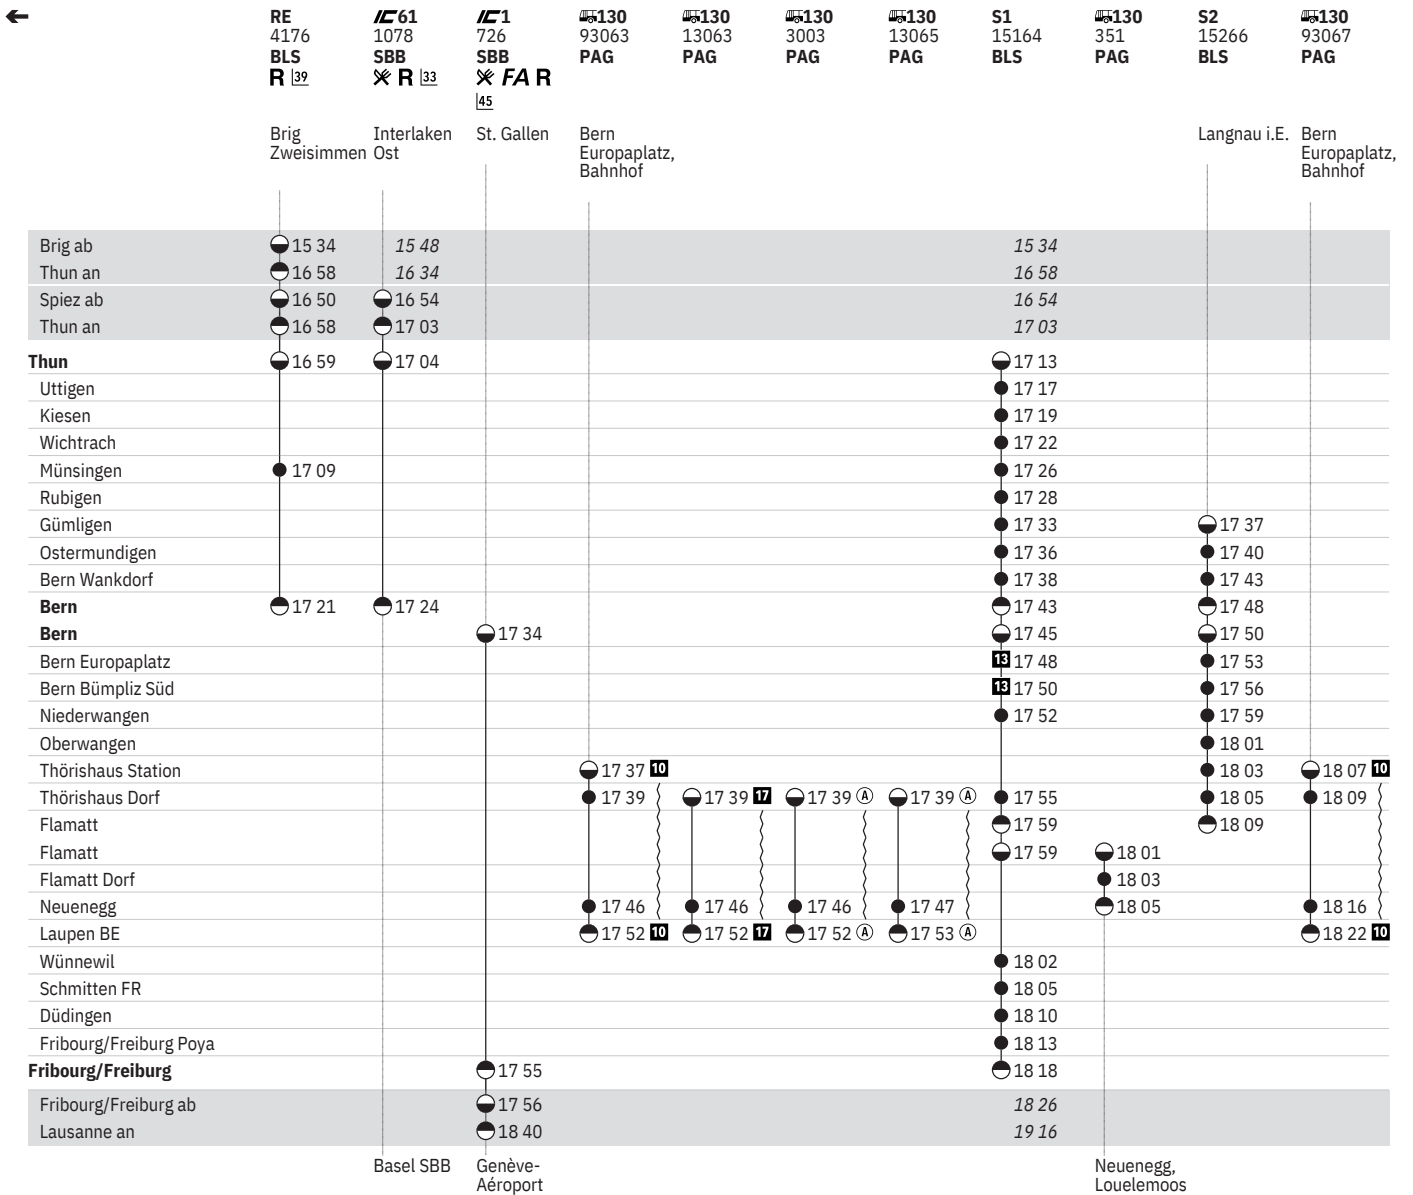 RE IC61 IC1 130 130 130 130 S1 130 S2 130
4176 1078 726 93063 13063 3003 13065 15164 351 15266 93067
BLS SBB SBB PAG PAG PAG PAG BLS PAG BLS PAG
R 39 R 33 FA R
45
Brig Interlaken St. Gallen Bern Langnau i.E. Bern
Zweisimmen Ost Europaplatz, Europaplatz,
Bahnhof Bahnhof
Brig ab 15 34 15 48 15 34
Thun an 16 58 16 34 16 58
Spiez ab 16 50 16 54 16 54
Thun an 16 58 17 03 17 03
Thun 16 59 17 04 17 13
Uttigen 17 17
Kiesen 17 19
Wichtrach 17 22
Münsingen 17 09 17 26
Rubigen 17 28
Gümligen 17 33 17 37
Ostermundigen 17 36 17 40
Bern Wankdorf 17 38 17 43
Bern 17 21 17 24 17 43 17 48
Bern 17 34 17 45 17 50
Bern Europaplatz 13 17 48 17 53
Bern Bümpliz Süd 13 17 50 17 56
Niederwangen 17 52 17 59
Oberwangen 18 01
Thörishaus Station 17 37 10 18 03 18 07 10
Thörishaus Dorf 17 39 17 39 17 17 39 A 17 39 A 17 55 18 05 18 09
Flamatt 17 59 18 09
Flamatt 17 59 18 01
Flamatt Dorf 18 03
Neuenegg 17 46 17 46 17 46 17 47 18 05 18 16
Laupen BE 17 52 10 17 52 17 17 52 A 17 53 A 18 22 10
Wünnewil 18 02
Schmitten FR 18 05
Düdingen 18 10
Fribourg/Freiburg Poya 18 13
Fribourg/Freiburg 17 55 18 18
Fribourg/Freiburg ab 17 56 18 26
Lausanne an 18 40 19 16
Basel SBB Genève- Neuenegg,
Aéroport Louelemoos